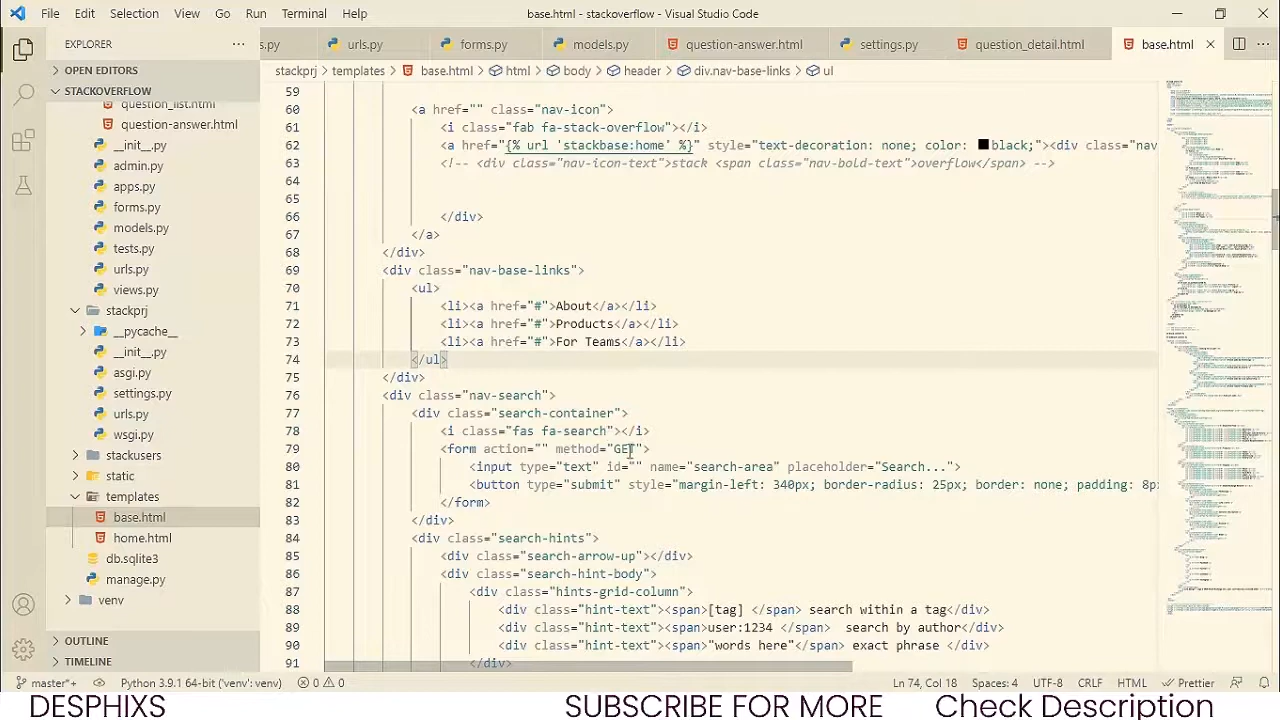 File Edit Selection View Go Run Terminal Help base.html - stackoverflow - Visual Studio Code
EXPLORER
s.py urls.py forms.py models.py question-answer.html settings.py question_detail.html base.html
OPEN EDITORS
stackprj > templates > base.html > html > body > header > div.nav-base-links > ul
STACKOVERFLOW
question_list.html
question-answer.html
__init__.py
admin.py
apps.py
forms.py
models.py
tests.py
urls.py
views.py
stackprj
__pycache__
__init__.py
asgi.py
settings.py
urls.py
wsgi.py
stackusers
static
templates
base.html
home.html
db.sqlite3
manage.py
venv
OUTLINE
TIMELINE
59
60 <a href="#" class="nav-icon">
61 <i class="fab fa-stack-overflow"></i>
62 <a href="{% url 'stackbase:home' %}" style="text-decoration: none; color: black;"><div class="nav
63 <!-- <div class="nav-icon-text">stack <span class="nav-bold-text">overflow</span> -->
64
65
66 </div>
67 </a>
68 </div>
69 <div class="nav-base-links">
70 <ul>
71 <li><a href="#">About</a></li>
72 <li><a href="#">Products</a></li>
73 <li><a href="#">For Teams</a></li>
74 </ul>
75 </div>
76 <div class="nav-search">
77 <div class="search-container">
78 <i class="fas fa-search"></i>
79 <form action="" method="GET">
80 <input type="text" id="" name="search-area" placeholder="Search...">
81 <button type="submit" style="margin-left: 340px; border-radius: 25px; border: none; padding: 8p
82 </form>
83 </div>
84 <div class="search-hints">
85 <div class="search-arrow-up"></div>
86 <div class="search-hint-body">
87 <div class="hints-grid-column">
88 <div class="hint-text"><span>[tag] </span> search within a tag</div>
89 <div class="hint-text"><span>user:1234 </span> search by author</div>
90 <div class="hint-text"><span>"words here"</span> exact phrase </div>
91 </div>
master*+ Python 3.9.1 64-bit ('venv': venv) 0 0 Ln 74, Col 18 Spaces: 4 UTF-8 CRLF HTML Prettier
DESPHIXS SUBSCRIBE FOR MORE Check Description